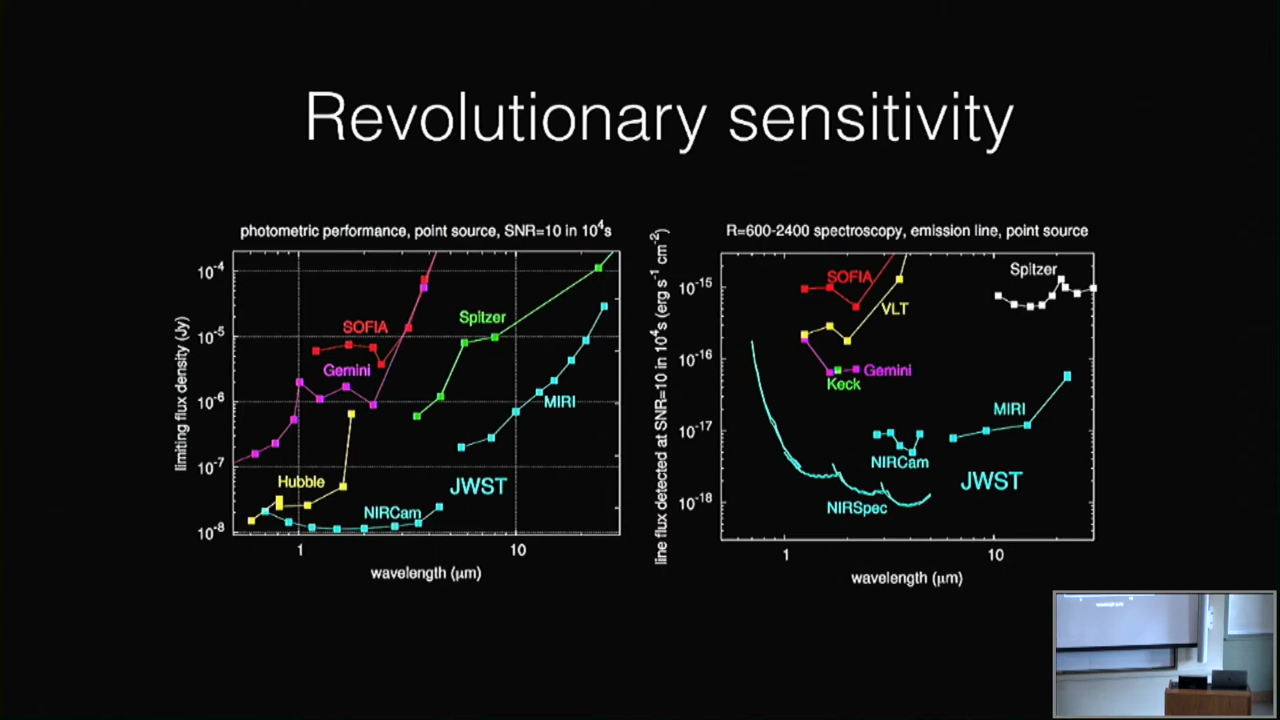 Revolutionary sensitivity
photometric performance, point source, SNR=10 in 10⁴s
limiting flux density (Jy)
10⁻⁴
10⁻⁵
10⁻⁶
10⁻⁷
10⁻⁸
SOFIA
Spitzer
Gemini
MIRI
Hubble
JWST
NIRCam
1
10
wavelength (μm)
R=600-2400 spectroscopy, emission line, point source
line flux detected at SNR=10 in 10⁴s (erg s⁻¹ cm⁻²)
10⁻¹⁵
10⁻¹⁶
10⁻¹⁷
10⁻¹⁸
SOFIA
Spitzer
VLT
Gemini
Keck
MIRI
NIRCam
JWST
NIRSpec
1
10
wavelength (μm)